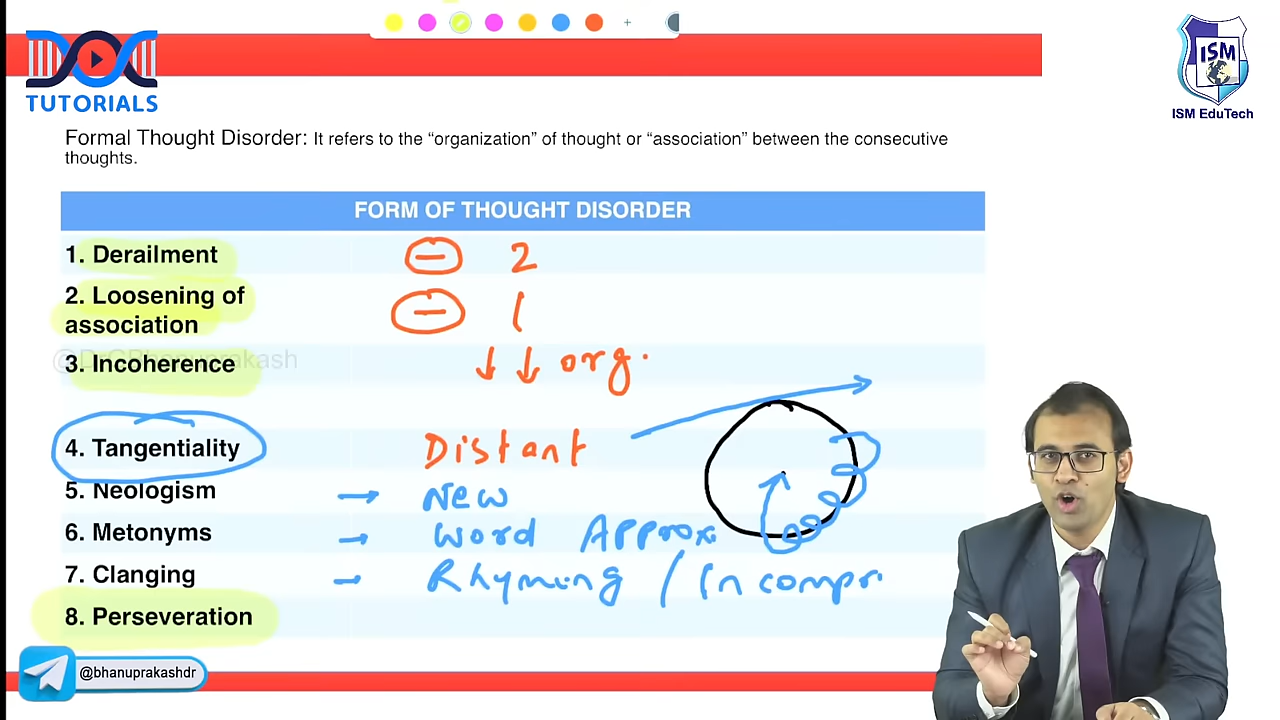 TUTORIALS
ISM
ISM EduTech
Formal Thought Disorder: It refers to the “organization” of thought or “association” between the consecutive
thoughts.
FORM OF THOUGHT DISORDER
1. Derailment − 2
2. Loosening of
association − 1
@DrGBhanuprakash
3. Incoherence ↓ ↓ org.
4. Tangentiality Distant
5. Neologism → New
6. Metonyms → Word Approx.
7. Clanging → Rhyming / Incompr.
8. Perseveration
@bhanuprakashdr